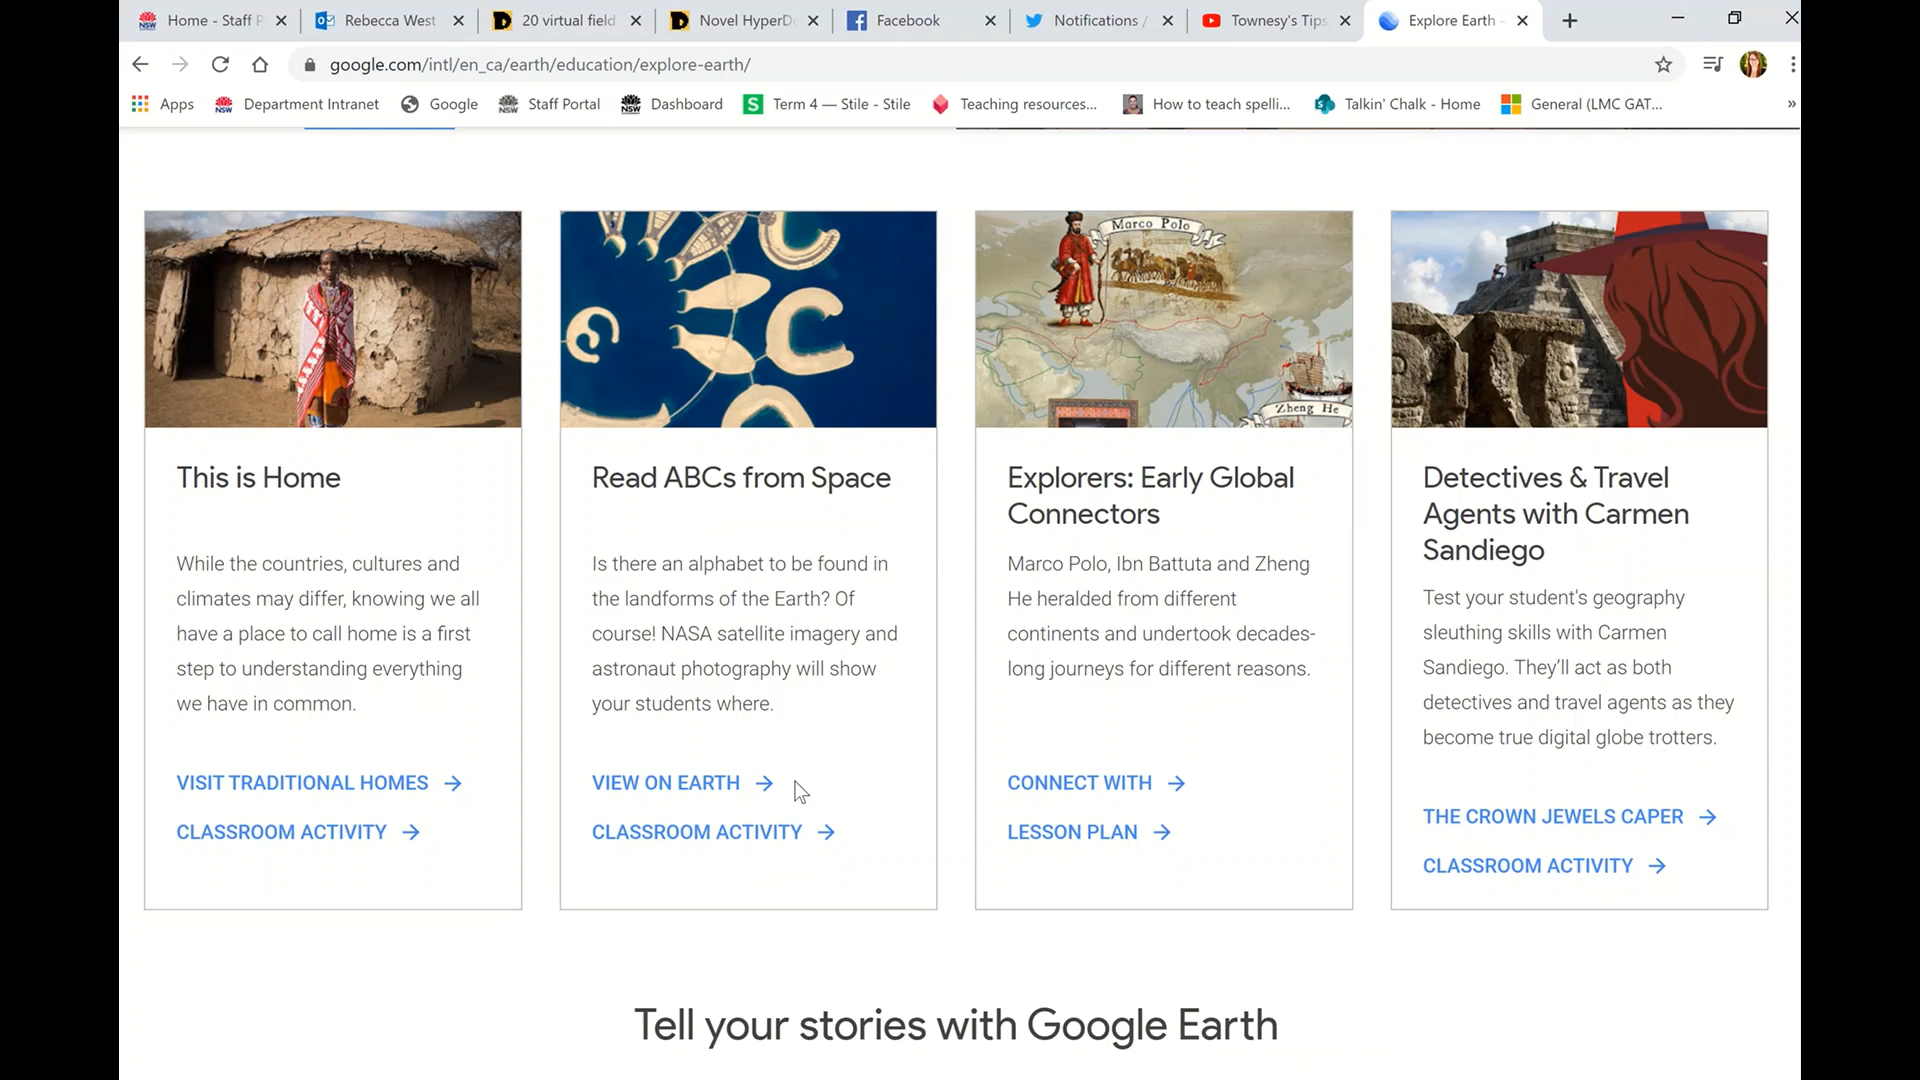 Home - Staff P
Rebecca West
20 virtual field
Novel HyperD
Facebook
Notifications /
Townesy's Tips
Explore Earth -
google.com/intl/en_ca/earth/education/explore-earth/
Apps
Department Intranet
Google
Staff Portal
Dashboard
Term 4 — Stile - Stile
Teaching resources...
How to teach spelli...
Talkin' Chalk - Home
General (LMC GAT...
»
Marco Polo
Zheng He
This is Home
While the countries, cultures and
climates may differ, knowing we all
have a place to call home is a first
step to understanding everything
we have in common.
VISIT TRADITIONAL HOMES
CLASSROOM ACTIVITY
Read ABCs from Space
Is there an alphabet to be found in
the landforms of the Earth? Of
course! NASA satellite imagery and
astronaut photography will show
your students where.
VIEW ON EARTH
CLASSROOM ACTIVITY
Explorers: Early Global
Connectors
Marco Polo, Ibn Battuta and Zheng
He heralded from different
continents and undertook decades-
long journeys for different reasons.
CONNECT WITH
LESSON PLAN
Detectives & Travel
Agents with Carmen
Sandiego
Test your student's geography
sleuthing skills with Carmen
Sandiego. They’ll act as both
detectives and travel agents as they
become true digital globe trotters.
THE CROWN JEWELS CAPER
CLASSROOM ACTIVITY
Tell your stories with Google Earth